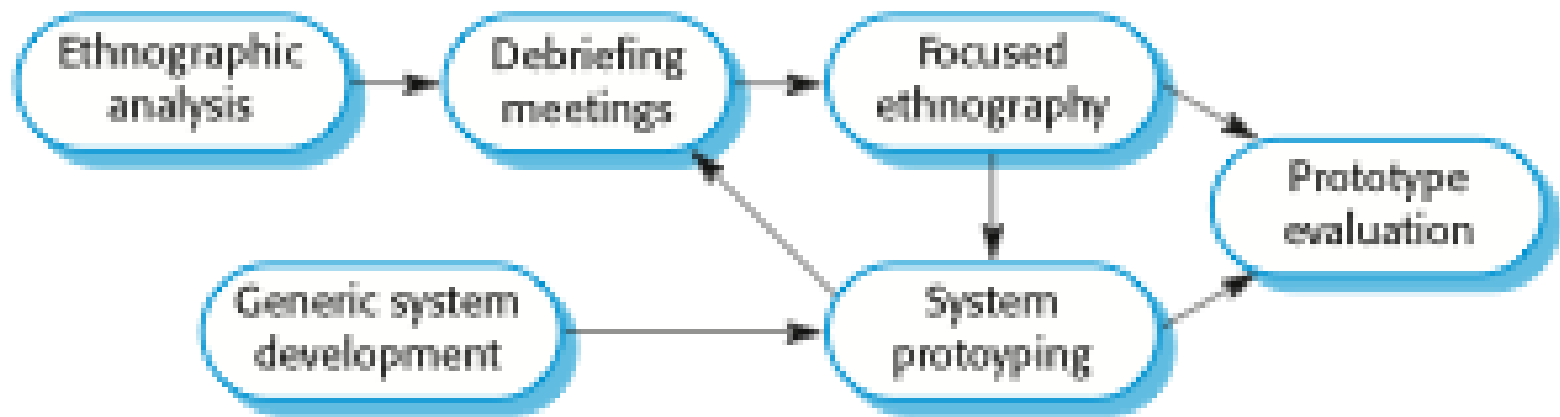 Ethnographic
analysis
Debriefing
meetings
Focused
ethnography
Prototype
evaluation
Generic system
development
System
protoyping